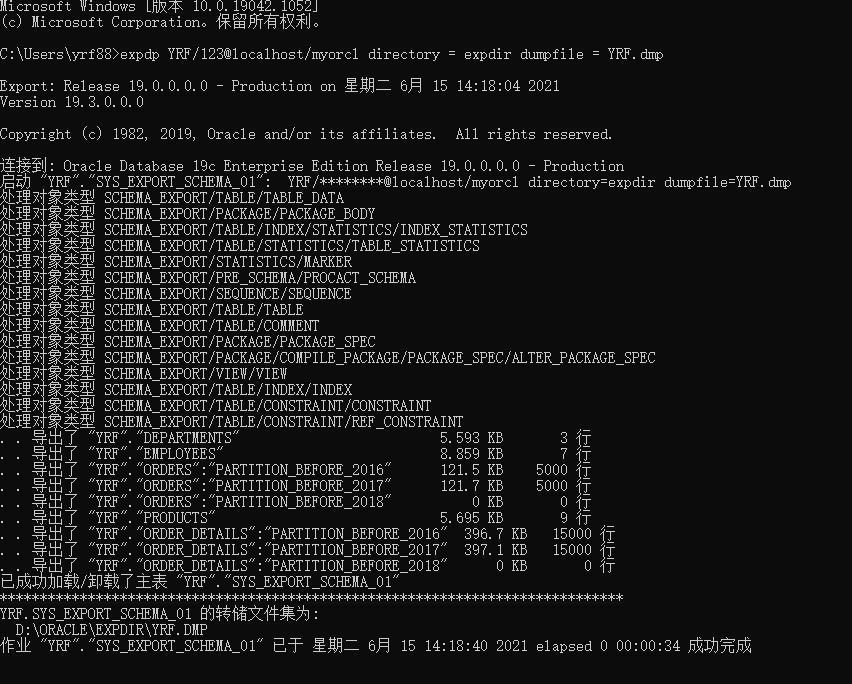 Microsoft Windows [版本 10.0.19042.1052]
(c) Microsoft Corporation。保留所有权利。
C:\Users\yrf88>expdp YRF/123@localhost/myorcl directory = expdir dumpfile = YRF.dmp
Export: Release 19.0.0.0.0 - Production on 星期二 6月 15 14:18:04 2021
Version 19.3.0.0.0
Copyright (c) 1982, 2019, Oracle and/or its affiliates.  All rights reserved.
连接到: Oracle Database 19c Enterprise Edition Release 19.0.0.0.0 - Production
启动 "YRF"."SYS_EXPORT_SCHEMA_01":  YRF/********@localhost/myorcl directory=expdir dumpfile=YRF.dmp
处理对象类型 SCHEMA_EXPORT/TABLE/TABLE_DATA
处理对象类型 SCHEMA_EXPORT/PACKAGE/PACKAGE_BODY
处理对象类型 SCHEMA_EXPORT/TABLE/INDEX/STATISTICS/INDEX_STATISTICS
处理对象类型 SCHEMA_EXPORT/TABLE/STATISTICS/TABLE_STATISTICS
处理对象类型 SCHEMA_EXPORT/STATISTICS/MARKER
处理对象类型 SCHEMA_EXPORT/PRE_SCHEMA/PROCACT_SCHEMA
处理对象类型 SCHEMA_EXPORT/SEQUENCE/SEQUENCE
处理对象类型 SCHEMA_EXPORT/TABLE/TABLE
处理对象类型 SCHEMA_EXPORT/TABLE/COMMENT
处理对象类型 SCHEMA_EXPORT/PACKAGE/PACKAGE_SPEC
处理对象类型 SCHEMA_EXPORT/PACKAGE/COMPILE_PACKAGE/PACKAGE_SPEC/ALTER_PACKAGE_SPEC
处理对象类型 SCHEMA_EXPORT/VIEW/VIEW
处理对象类型 SCHEMA_EXPORT/TABLE/INDEX/INDEX
处理对象类型 SCHEMA_EXPORT/TABLE/CONSTRAINT/CONSTRAINT
处理对象类型 SCHEMA_EXPORT/TABLE/CONSTRAINT/REF_CONSTRAINT
. . 导出了 "YRF"."DEPARTMENTS" 5.593 KB 3 行
. . 导出了 "YRF"."EMPLOYEES" 8.859 KB 7 行
. . 导出了 "YRF"."ORDERS":"PARTITION_BEFORE_2016" 121.5 KB 5000 行
. . 导出了 "YRF"."ORDERS":"PARTITION_BEFORE_2017" 121.7 KB 5000 行
. . 导出了 "YRF"."ORDERS":"PARTITION_BEFORE_2018" 0 KB 0 行
. . 导出了 "YRF"."PRODUCTS" 5.695 KB 9 行
. . 导出了 "YRF"."ORDER_DETAILS":"PARTITION_BEFORE_2016" 396.7 KB 15000 行
. . 导出了 "YRF"."ORDER_DETAILS":"PARTITION_BEFORE_2017" 397.1 KB 15000 行
. . 导出了 "YRF"."ORDER_DETAILS":"PARTITION_BEFORE_2018" 0 KB 0 行
已成功加载/卸载了主表 "YRF"."SYS_EXPORT_SCHEMA_01"
******************************************************************************
YRF.SYS_EXPORT_SCHEMA_01 的转储文件集为:
D:\ORACLE\EXPDIR\YRF.DMP
作业 "YRF"."SYS_EXPORT_SCHEMA_01" 已于 星期二 6月 15 14:18:40 2021 elapsed 0 00:00:34 成功完成